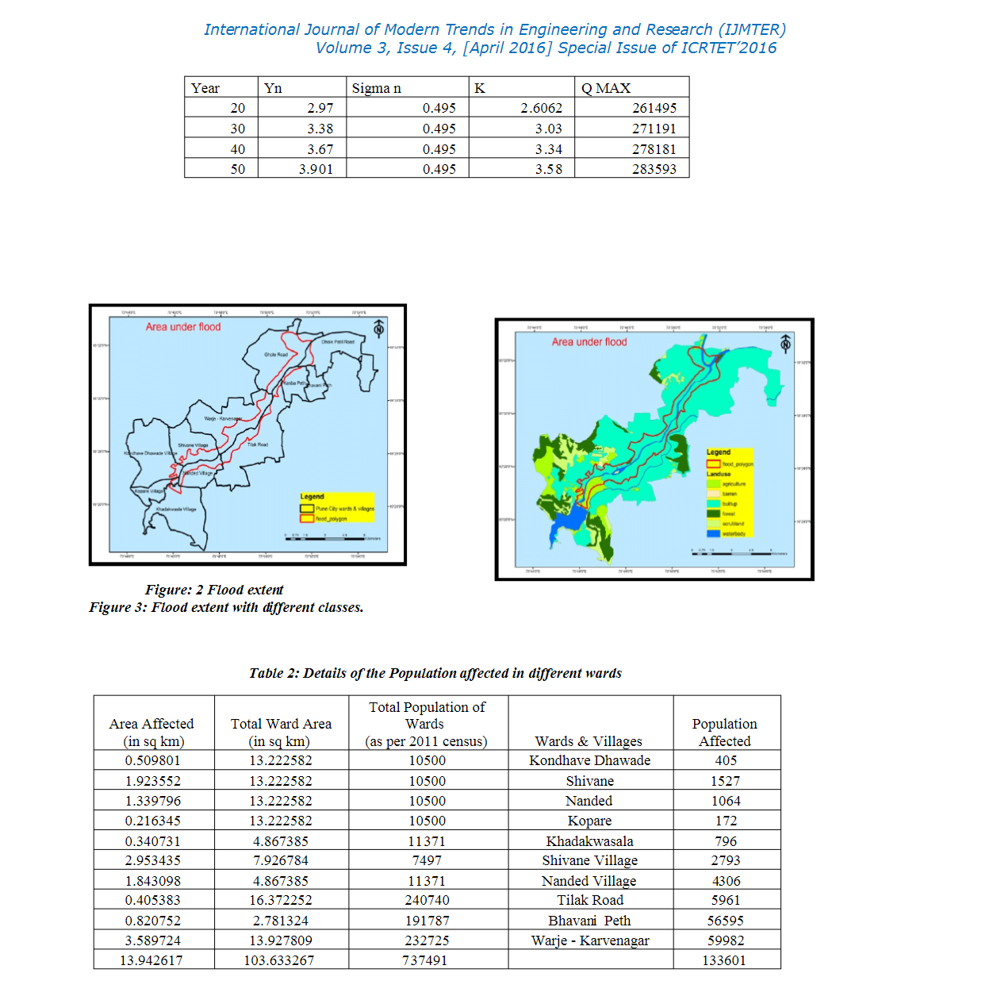 International Journal of Modern Trends in Engineering and Research (IJMTER)
Volume 3, Issue 4, [April 2016] Special Issue of ICRTET’2016
Year Yn Sigma n K Q MAX
20 2.97 0.495 2.6062 261495
30 3.38 0.495 3.03 271191
40 3.67 0.495 3.34 278181
50 3.901 0.495 3.58 283593
Area under flood
N
Dhole Patil Road
Ghole Road
Kasba Peth
Warje - Karvenagar
Shivane Village
Tilak Road
Kondhave Dhawade Village
Nanded Village
Kopare Village
Khadakwasla Village
Legend
Pune City wards & villages
flood_polygon
Area under flood
N
Legend
flood_polygon
Landuse
agriculture
barren
builtup
forest
scrubland
waterbody
Figure: 2 Flood extent
Figure 3: Flood extent with different classes.
Table 2: Details of the Population affected in different wards
Area Affected (in sq km) Total Ward Area (in sq km) Total Population of Wards (as per 2011 census) Wards & Villages Population Affected
0.509801 13.222582 10500 Kondhave Dhawade 405
1.923552 13.222582 10500 Shivane 1527
1.339796 13.222582 10500 Nanded 1064
0.216345 13.222582 10500 Kopare 172
0.340731 4.867385 11371 Khadakwasala 796
2.953435 7.926784 7497 Shivane Village 2793
1.843098 4.867385 11371 Nanded Village 4306
0.405383 16.372252 240740 Tilak Road 5961
0.820752 2.781324 191787 Bhavani Peth 56595
3.589724 13.927809 232725 Warje - Karvenagar 59982
13.942617 103.633267 737491 133601